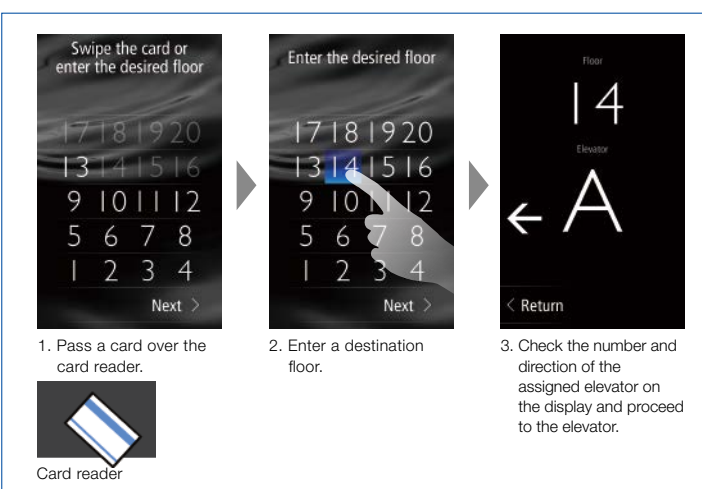 Swipe the card or
enter the desired floor
17 18 19 20
13 14 15 16
9 10 11 12
5 6 7 8
1 2 3 4
Next >
1. Pass a card over the
card reader.
Card reader
Enter the desired floor
17 18 19 20
13 14 15 16
9 10 11 12
5 6 7 8
1 2 3 4
Next >
2. Enter a destination
floor.
Floor
14
Elevator
← A
< Return
3. Check the number and
direction of the
assigned elevator on
the display and proceed
to the elevator.